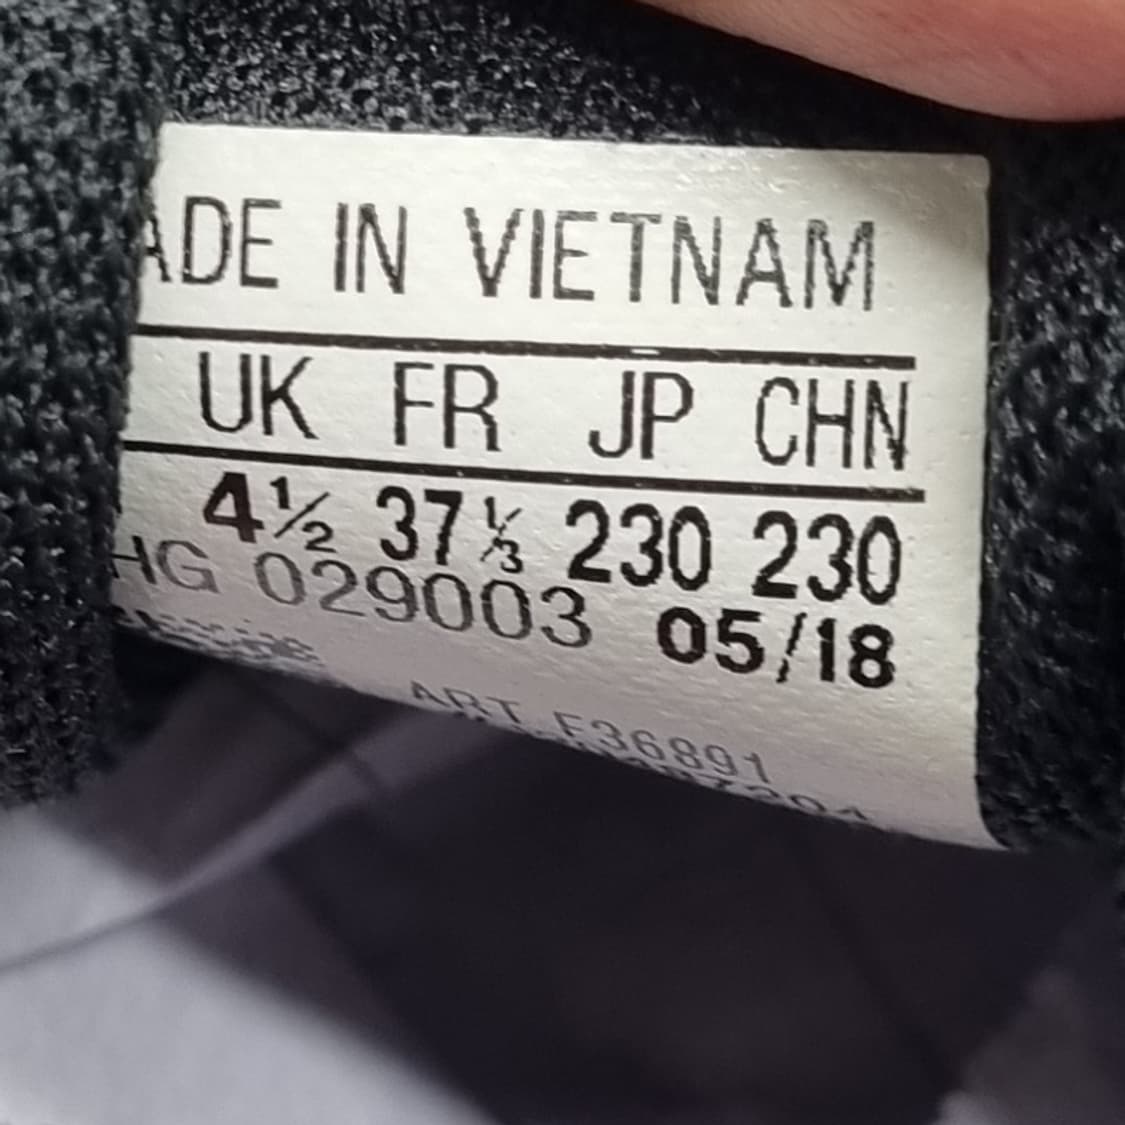 ADE IN VIETNAM
UK FR JP CHN
4½ 37⅓ 230 230
HG 029003 05/18
ART F36891